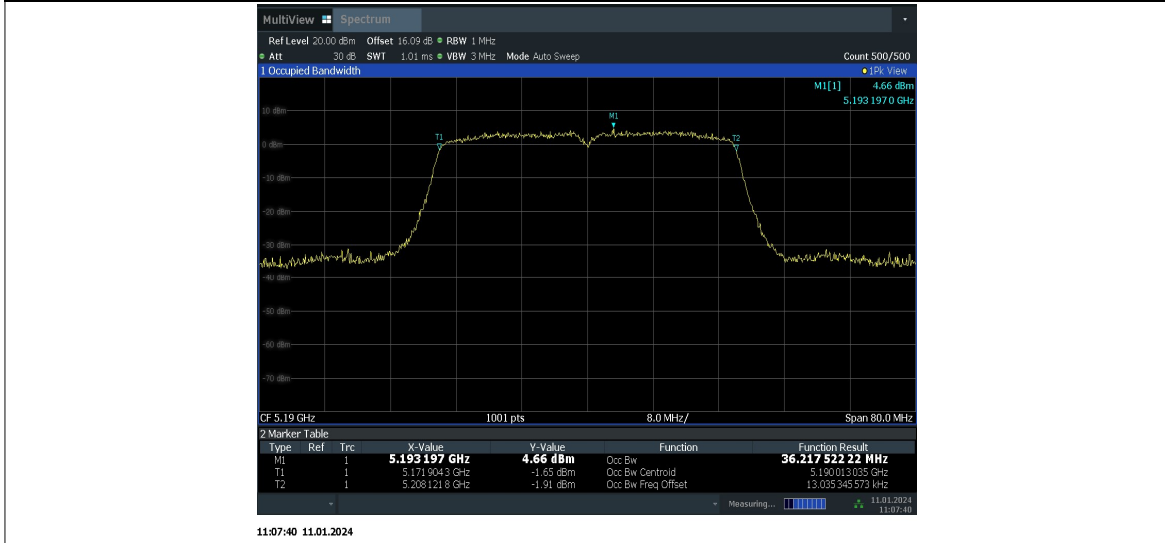 MultiView Spectrum
Ref Level 20.00 dBm Offset 16.09 dB RBW 1 MHz
Att 30 dB SWT 1.01 ms VBW 3 MHz Mode Auto Sweep Count 500/500
1 Occupied Bandwidth 1Pk View
M1[1] 4.66 dBm
5.193 197 0 GHz
10 dBm
M1
T1
T2
0 dBm
-10 dBm
-20 dBm
-30 dBm
-40 dBm
-50 dBm
-60 dBm
-70 dBm
CF 5.19 GHz 1001 pts 8.0 MHz/ Span 80.0 MHz
2 Marker Table
Type Ref Trc X-Value Y-Value Function Function Result
M1 1 5.193 197 GHz 4.66 dBm Occ Bw 36.217 522 22 MHz
T1 1 5.171 904 3 GHz -1.65 dBm Occ Bw Centroid 5.190 013 035 GHz
T2 1 5.208 121 8 GHz -1.91 dBm Occ Bw Freq Offset 13.035 345 573 kHz
Measuring... 11.01.2024
11:07:40
11:07:40 11.01.2024